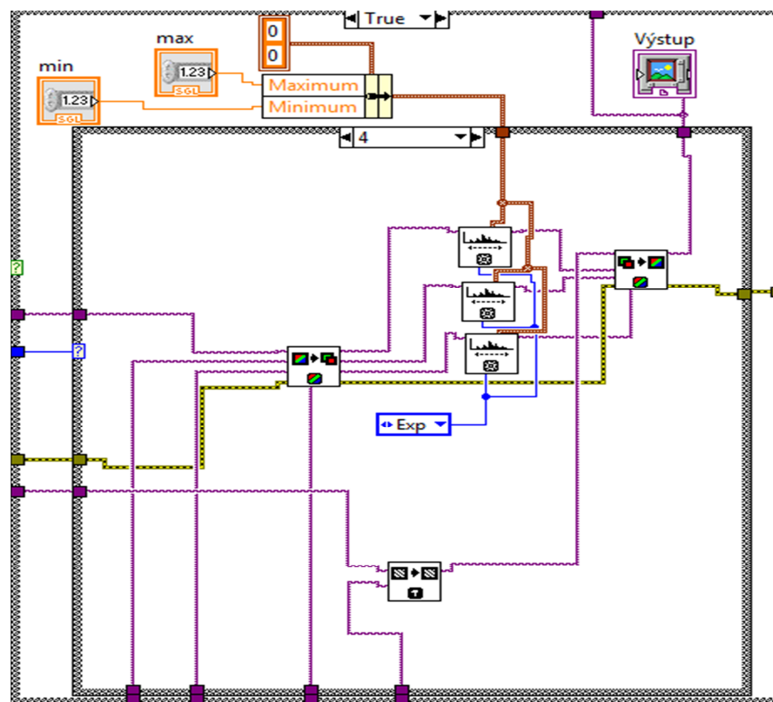 True
max
0
0
Výstup
1.23
SGL
min
1.23
SGL
Maximum
Minimum
4
?
?
Exp